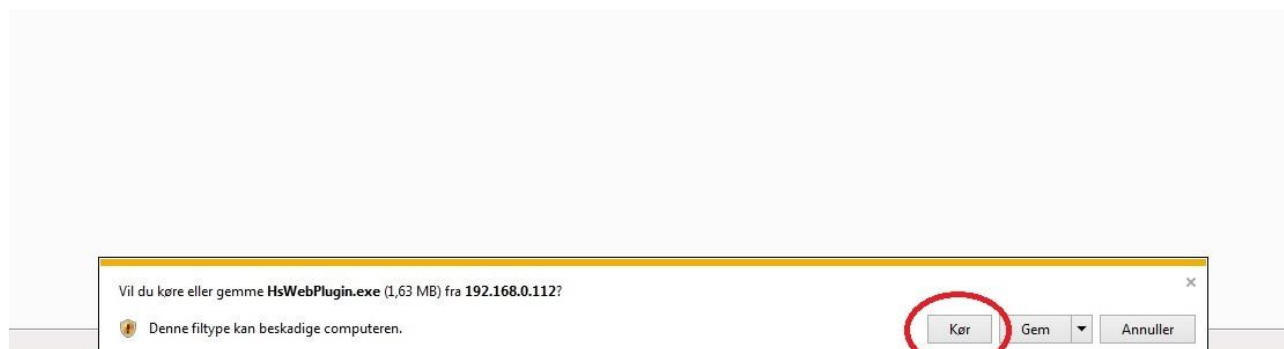 Vil du køre eller gemme HsWebPlugin.exe (1,63 MB) fra 192.168.0.112?
Denne filtype kan beskadige computeren.
Kør Gem Annuller